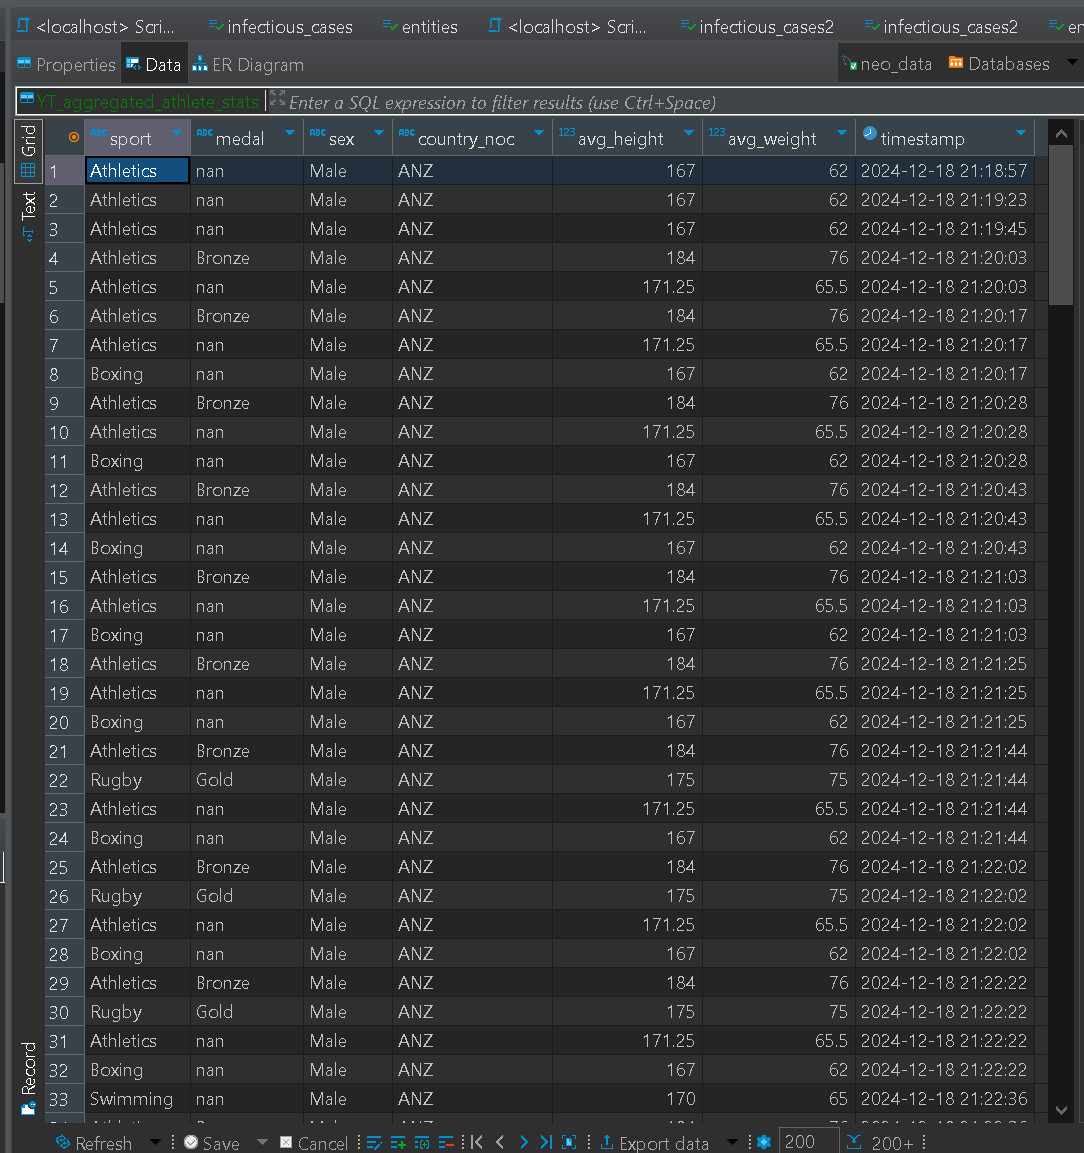 <localhost> Scri... infectious_cases entities <localhost> Scri... infectious_cases2 infectious_cases2 en
Properties Data ER Diagram neo_data Databases
YT_aggregated_athlete_stats Enter a SQL expression to filter results (use Ctrl+Space)
Grid
Text
Record
ABC sport ABC medal ABC sex ABC country_noc 123 avg_height 123 avg_weight timestamp
1 Athletics nan Male ANZ 167 62 2024-12-18 21:18:57
2 Athletics nan Male ANZ 167 62 2024-12-18 21:19:23
3 Athletics nan Male ANZ 167 62 2024-12-18 21:19:45
4 Athletics Bronze Male ANZ 184 76 2024-12-18 21:20:03
5 Athletics nan Male ANZ 171.25 65.5 2024-12-18 21:20:03
6 Athletics Bronze Male ANZ 184 76 2024-12-18 21:20:17
7 Athletics nan Male ANZ 171.25 65.5 2024-12-18 21:20:17
8 Boxing nan Male ANZ 167 62 2024-12-18 21:20:17
9 Athletics Bronze Male ANZ 184 76 2024-12-18 21:20:28
10 Athletics nan Male ANZ 171.25 65.5 2024-12-18 21:20:28
11 Boxing nan Male ANZ 167 62 2024-12-18 21:20:28
12 Athletics Bronze Male ANZ 184 76 2024-12-18 21:20:43
13 Athletics nan Male ANZ 171.25 65.5 2024-12-18 21:20:43
14 Boxing nan Male ANZ 167 62 2024-12-18 21:20:43
15 Athletics Bronze Male ANZ 184 76 2024-12-18 21:21:03
16 Athletics nan Male ANZ 171.25 65.5 2024-12-18 21:21:03
17 Boxing nan Male ANZ 167 62 2024-12-18 21:21:03
18 Athletics Bronze Male ANZ 184 76 2024-12-18 21:21:25
19 Athletics nan Male ANZ 171.25 65.5 2024-12-18 21:21:25
20 Boxing nan Male ANZ 167 62 2024-12-18 21:21:25
21 Athletics Bronze Male ANZ 184 76 2024-12-18 21:21:44
22 Rugby Gold Male ANZ 175 75 2024-12-18 21:21:44
23 Athletics nan Male ANZ 171.25 65.5 2024-12-18 21:21:44
24 Boxing nan Male ANZ 167 62 2024-12-18 21:21:44
25 Athletics Bronze Male ANZ 184 76 2024-12-18 21:22:02
26 Rugby Gold Male ANZ 175 75 2024-12-18 21:22:02
27 Athletics nan Male ANZ 171.25 65.5 2024-12-18 21:22:02
28 Boxing nan Male ANZ 167 62 2024-12-18 21:22:02
29 Athletics Bronze Male ANZ 184 76 2024-12-18 21:22:22
30 Rugby Gold Male ANZ 175 75 2024-12-18 21:22:22
31 Athletics nan Male ANZ 171.25 65.5 2024-12-18 21:22:22
32 Boxing nan Male ANZ 167 62 2024-12-18 21:22:22
33 Swimming nan Male ANZ 170 65 2024-12-18 21:22:36
Refresh Save Cancel Export data 200 200+